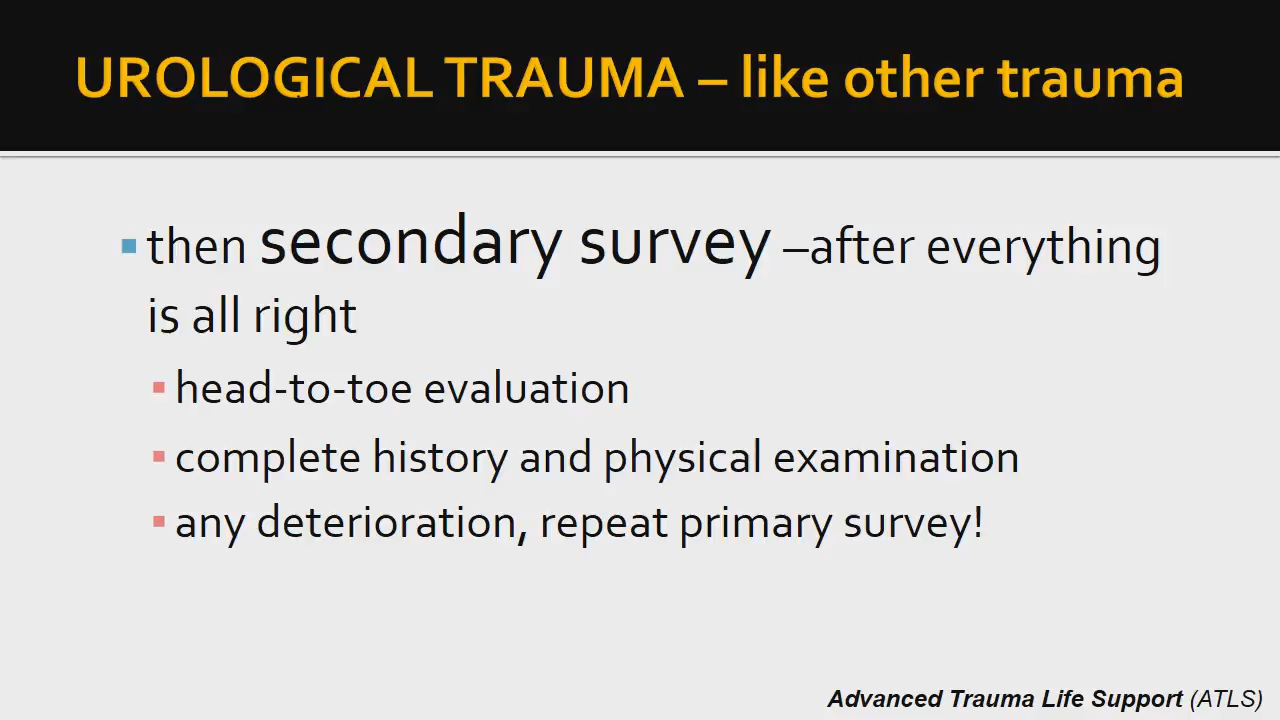 UROLOGICAL TRAUMA – like other trauma
then secondary survey –after everything
is all right
head-to-toe evaluation
complete history and physical examination
any deterioration, repeat primary survey!
Advanced Trauma Life Support (ATLS)